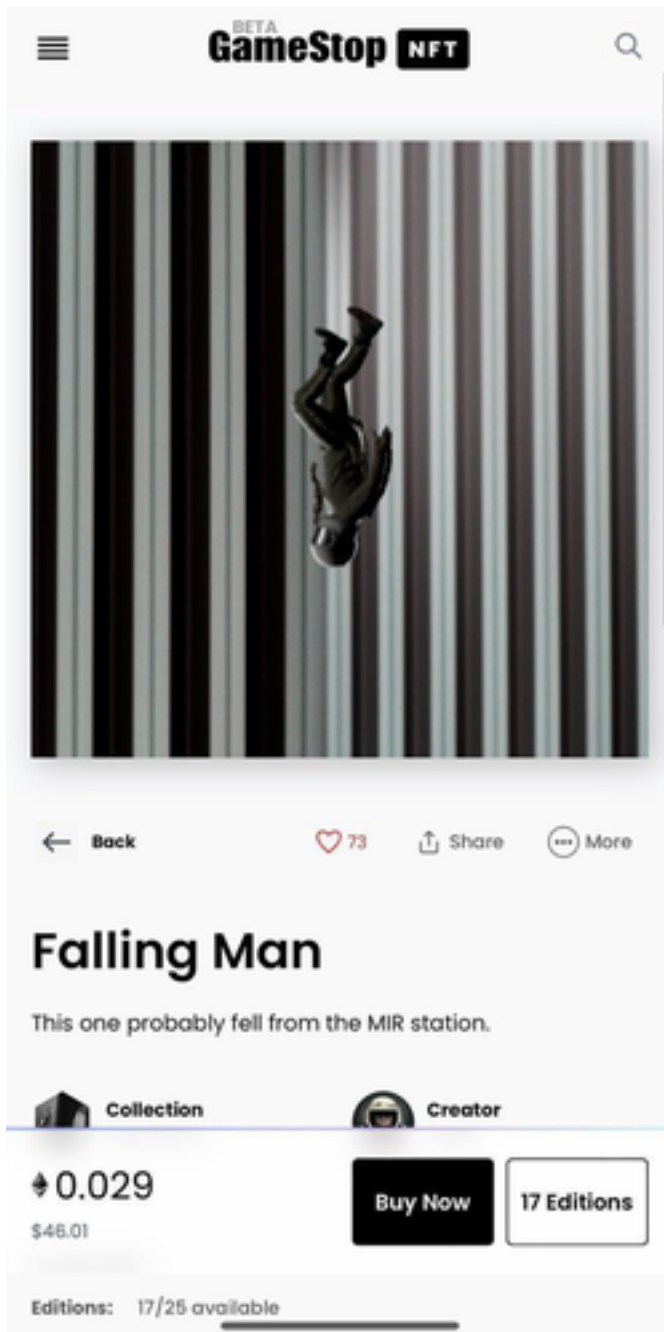 BETA
GameStop NFT
Back
73
Share
More
Falling Man
This one probably fell from the MIR station.
Collection
Creator
0.029
Buy Now
17 Editions
$46.01
Editions: 17/25 available